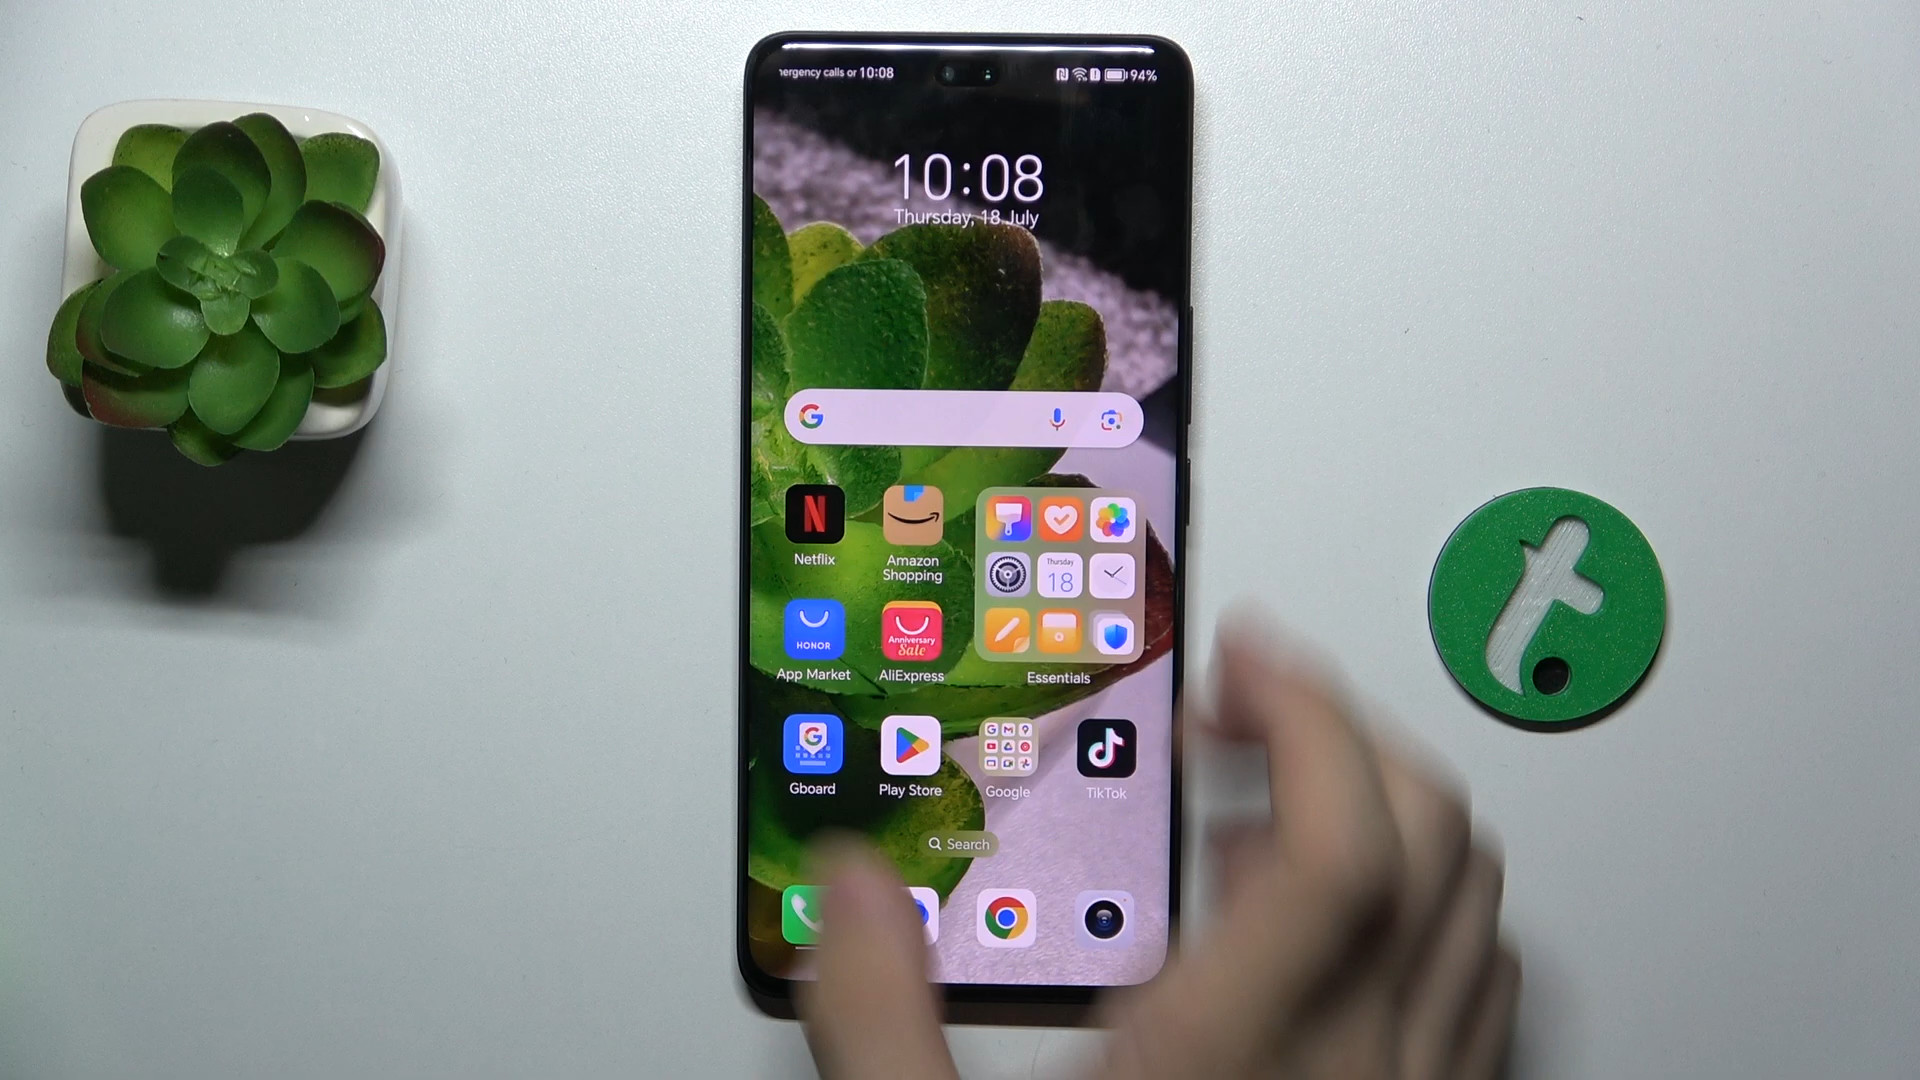 nergency calls or 10:08
94%
10:08
Thursday, 18 July
Netflix
Amazon
Shopping
Thursday
18
HONOR
Anniversary
Sale
App Market
AliExpress
Essentials
Gboard
Play Store
Google
TikTok
Search